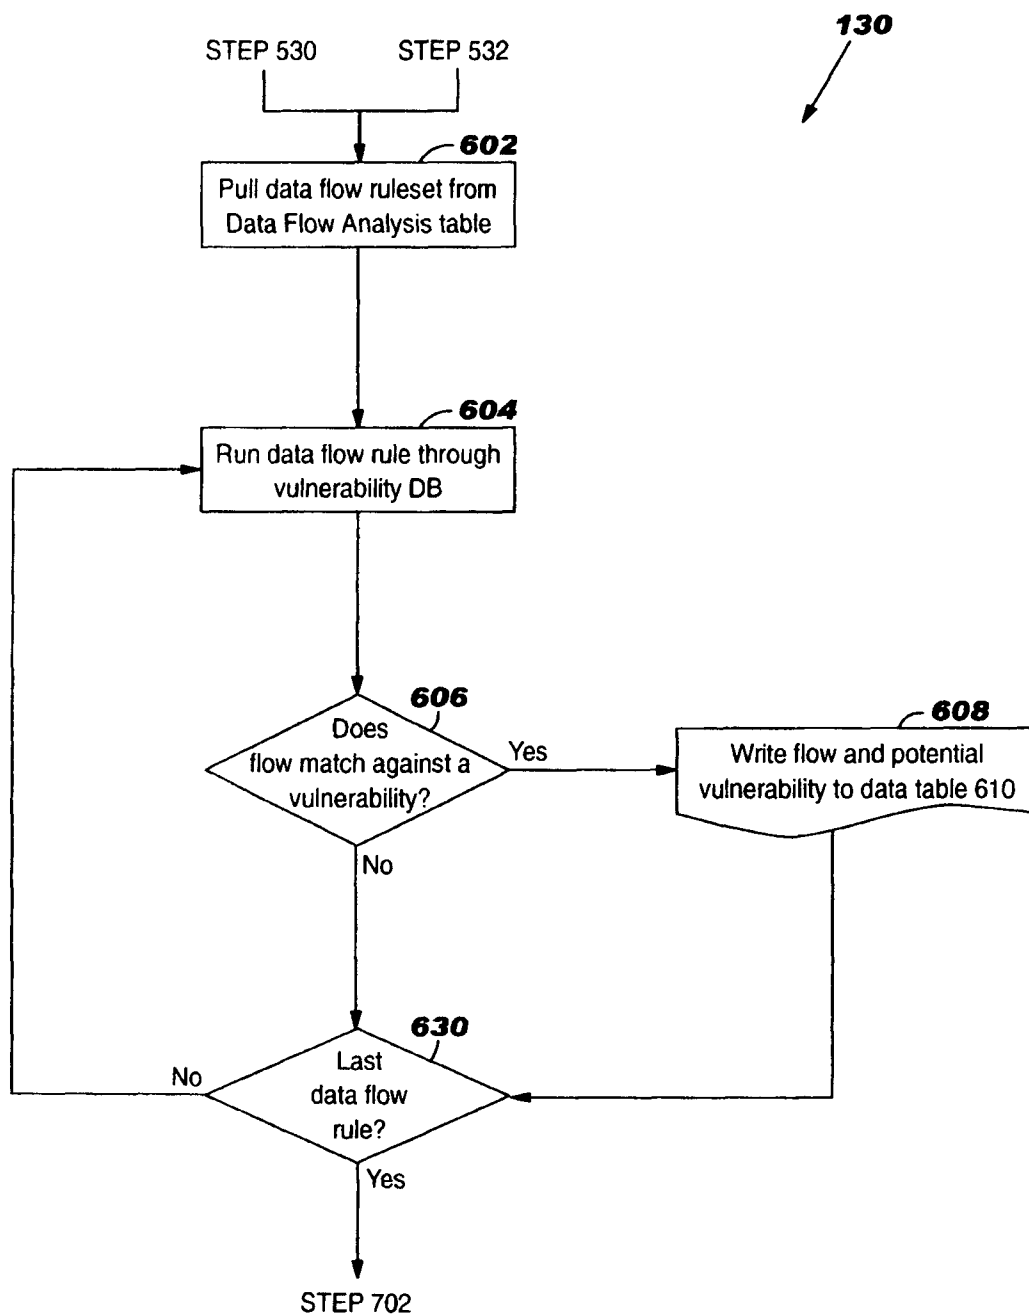 130
STEP 530 STEP 532
602
Pull data flow ruleset from
Data Flow Analysis table
604
Run data flow rule through
vulnerability DB
606
Does
flow match against a
vulnerability?
Yes
608
Write flow and potential
vulnerability to data table 610
No
630
Last
data flow
rule?
No
Yes
STEP 702